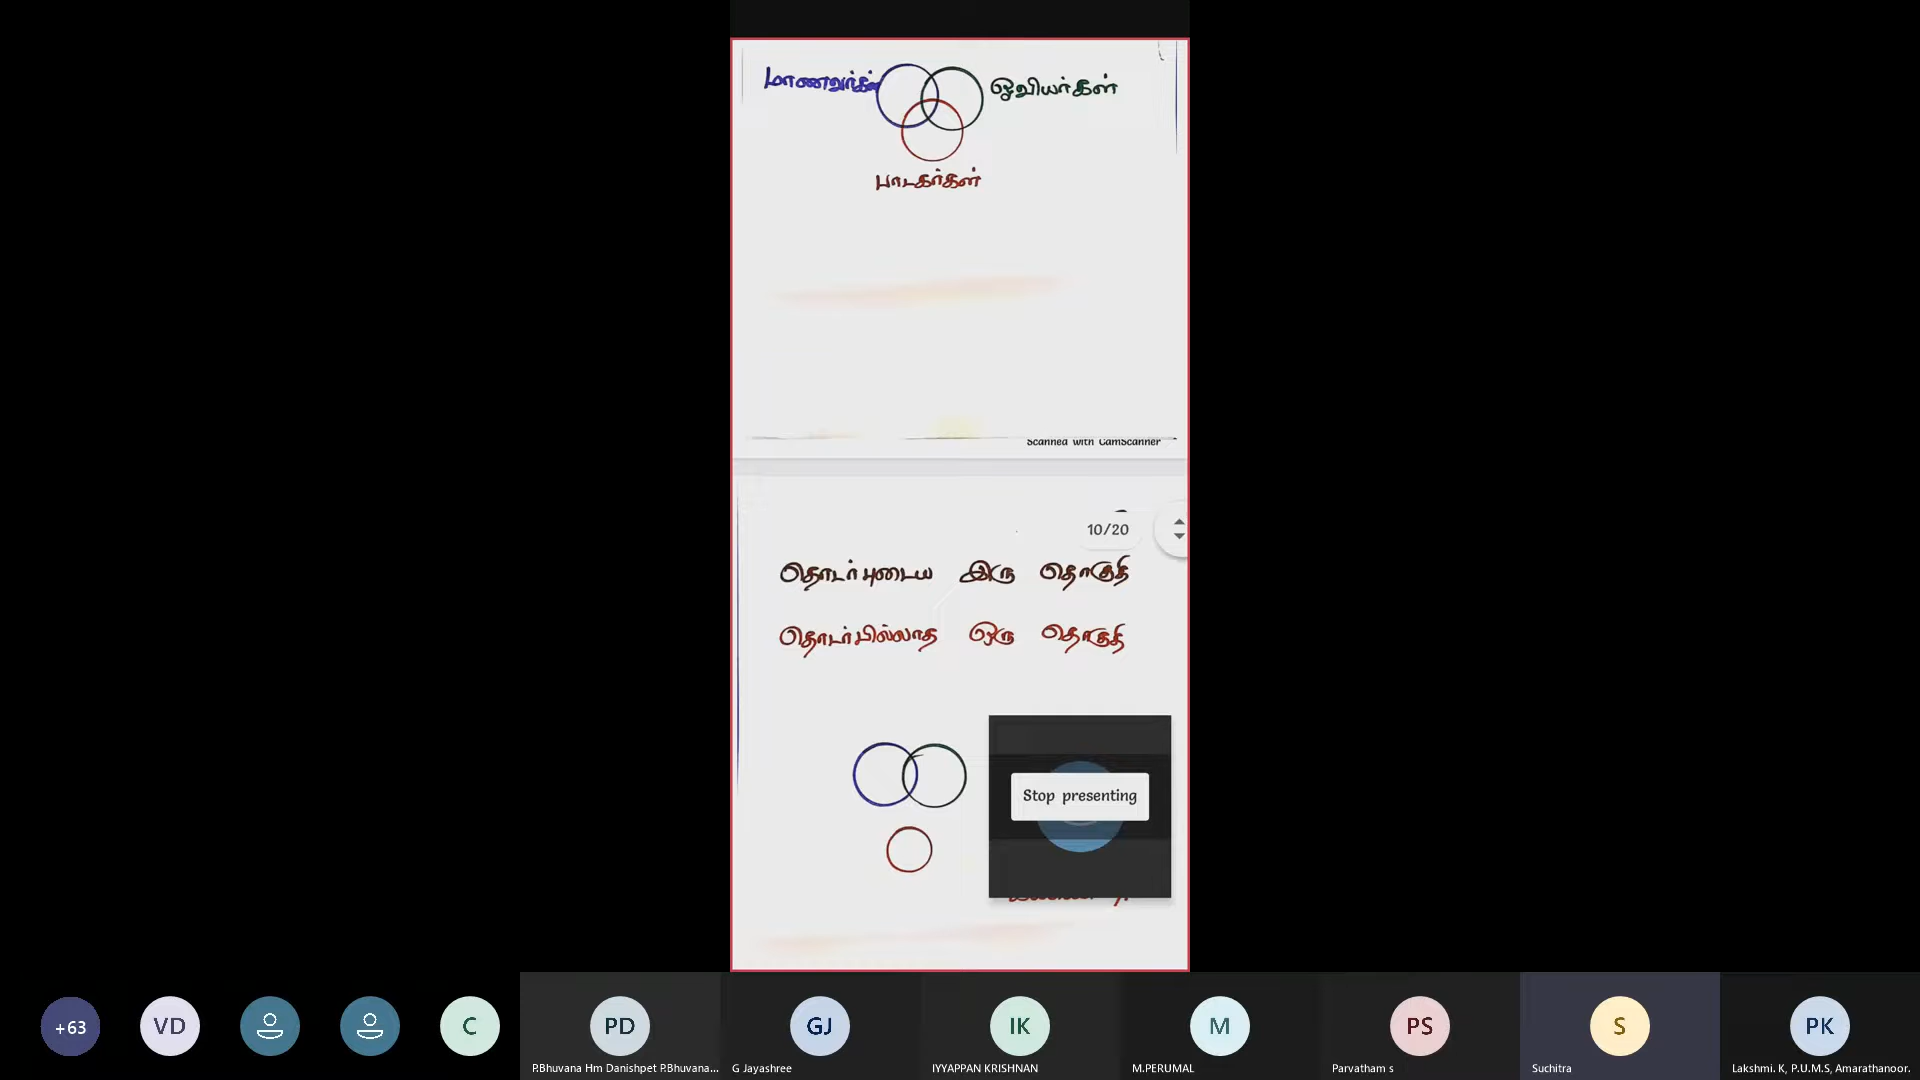 மாணவர்கள்
ஓவியர்கள்
பாடகர்கள்
Scanned with CamScanner
10/20
தொடர்புடைய இரு தொகுதி
தொடர்பில்லாத ஒரு தொகுதி
Stop presenting
+63
VD
C
PD
GJ
IK
M
PS
S
PK
P.Bhuvana Hm Danishpet P.Bhuvana...
G Jayashree
IYYAPPAN KRISHNAN
M.PERUMAL
Parvatham s
Suchitra
Lakshmi. K, P.U.M.S, Amarathanoor.